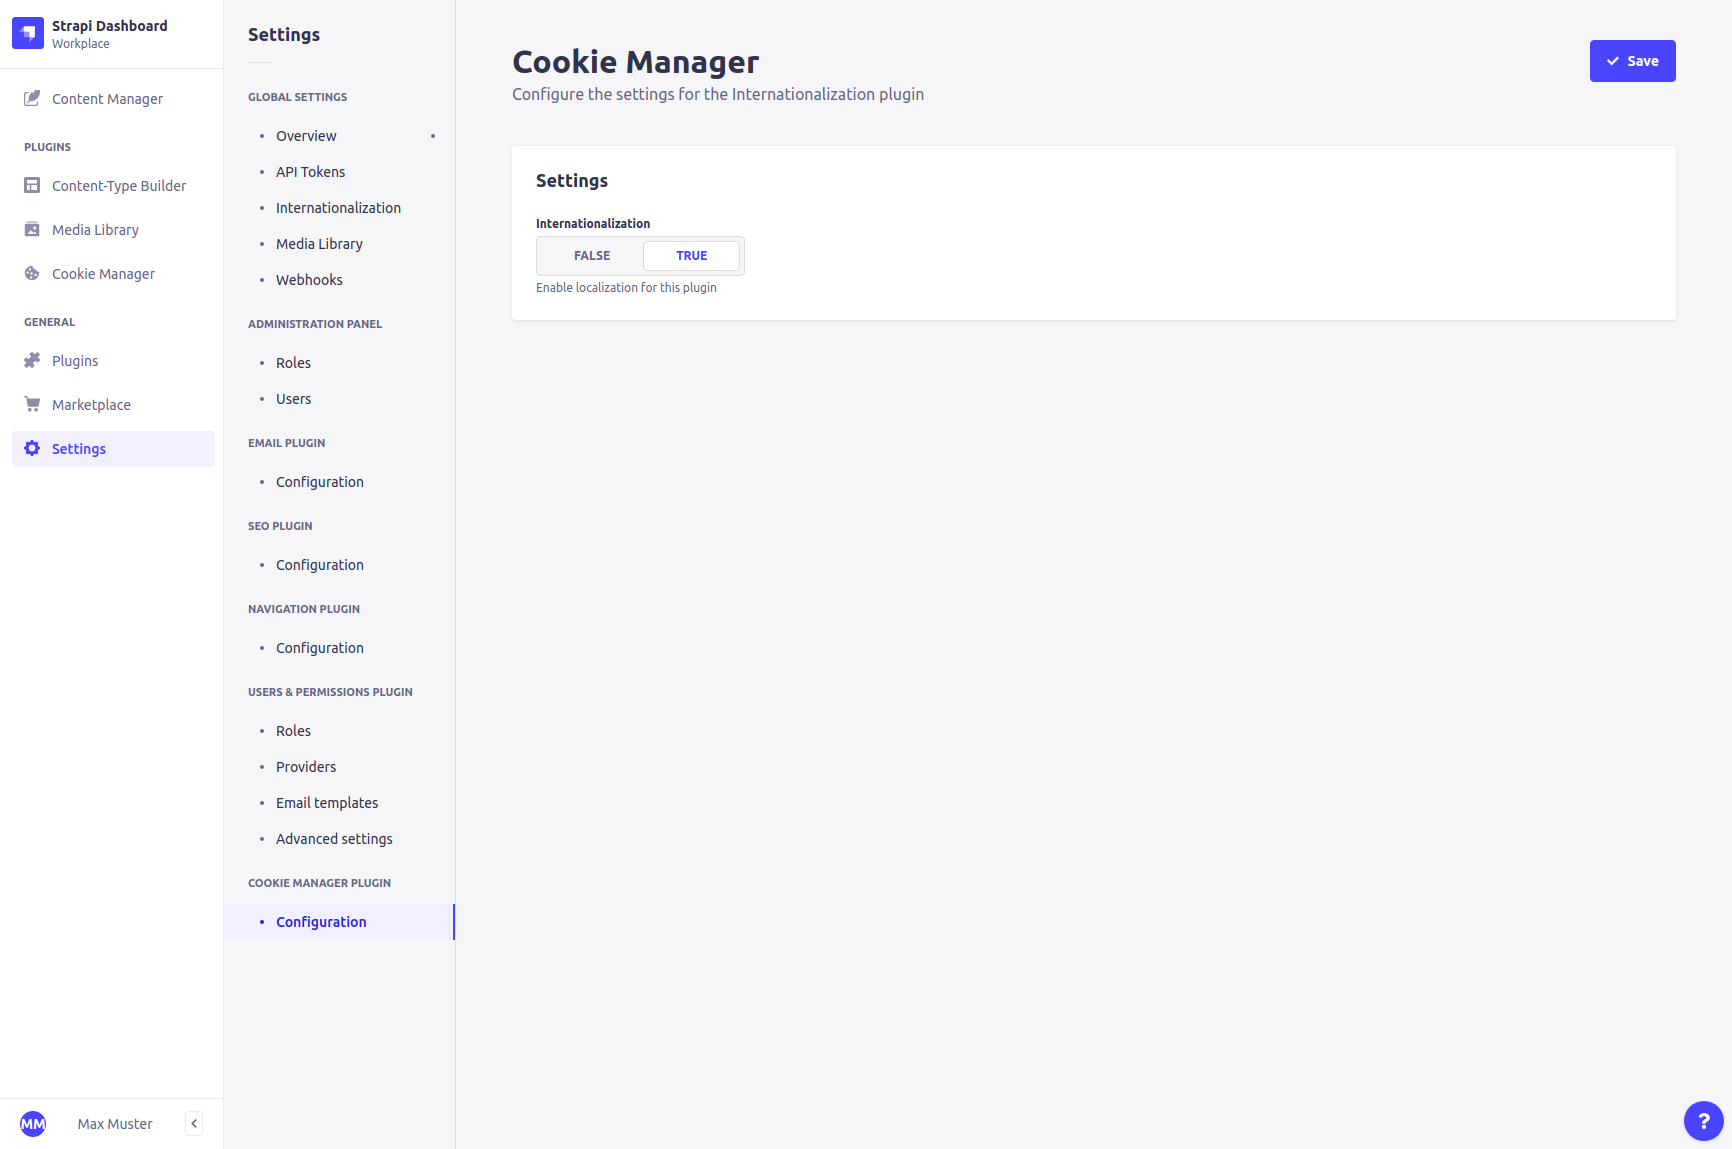 Strapi Dashboard
Workplace
Content Manager
PLUGINS
Content-Type Builder
Media Library
Cookie Manager
GENERAL
Plugins
Marketplace
Settings
MM
Max Muster
Settings
GLOBAL SETTINGS
Overview
API Tokens
Internationalization
Media Library
Webhooks
ADMINISTRATION PANEL
Roles
Users
EMAIL PLUGIN
Configuration
SEO PLUGIN
Configuration
NAVIGATION PLUGIN
Configuration
USERS & PERMISSIONS PLUGIN
Roles
Providers
Email templates
Advanced settings
COOKIE MANAGER PLUGIN
Configuration
Cookie Manager
Configure the settings for the Internationalization plugin
Save
Settings
Internationalization
FALSE TRUE
Enable localization for this plugin
?